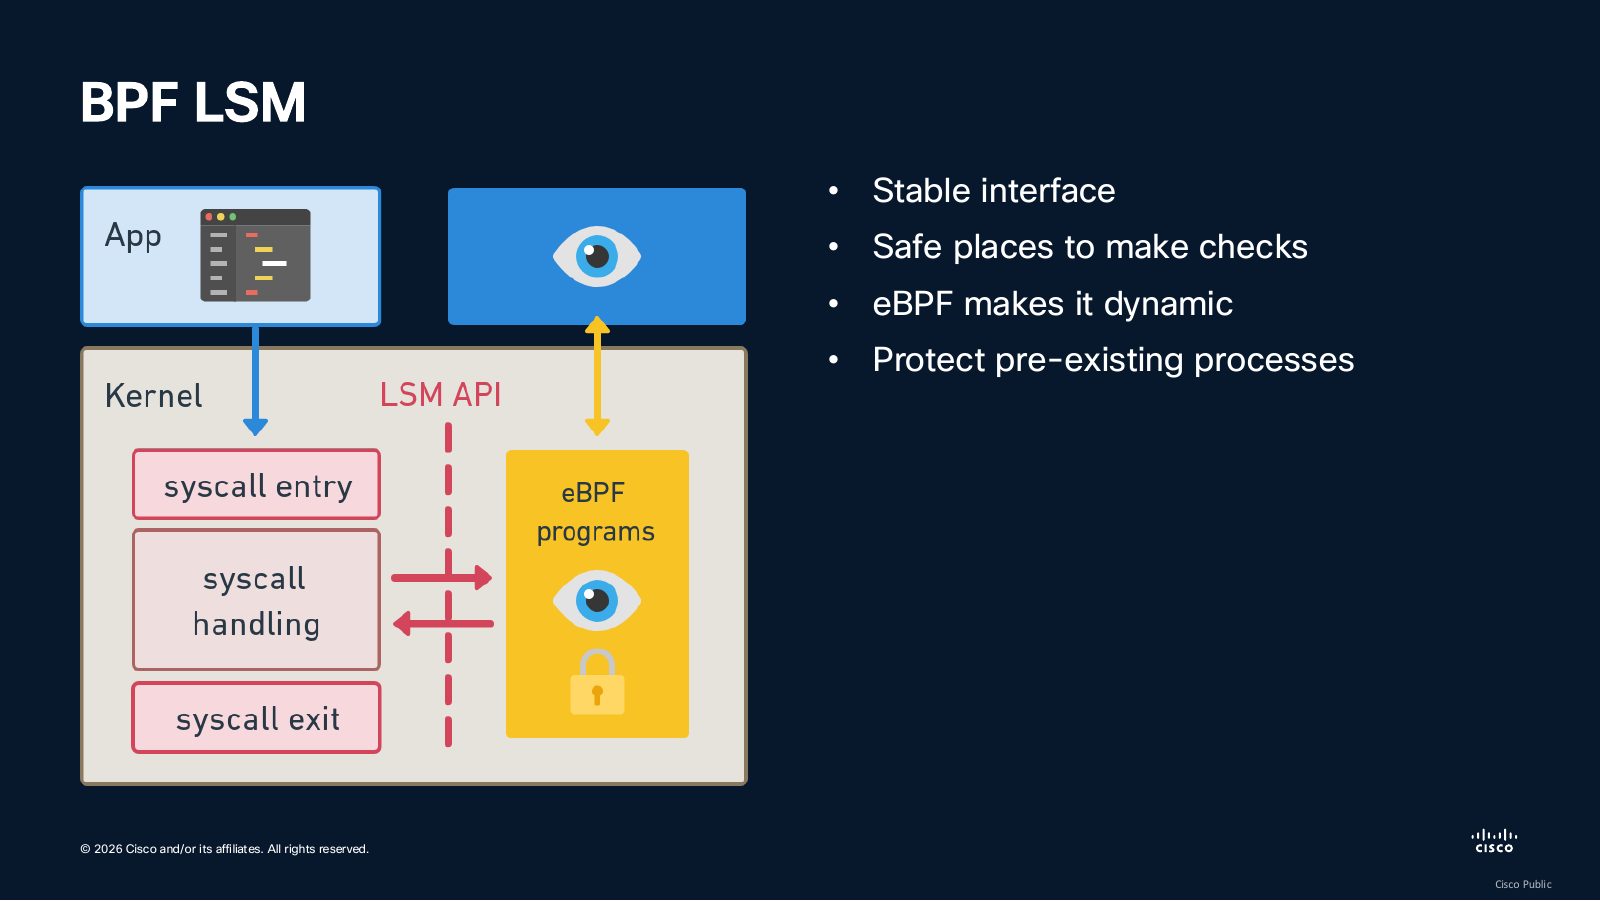 BPF LSM
App
Kernel
LSM API
syscall entry
syscall
handling
syscall exit
eBPF
programs
• Stable interface
• Safe places to make checks
• eBPF makes it dynamic
• Protect pre-existing processes
© 2026 Cisco and/or its affiliates. All rights reserved.
CISCO
Cisco Public